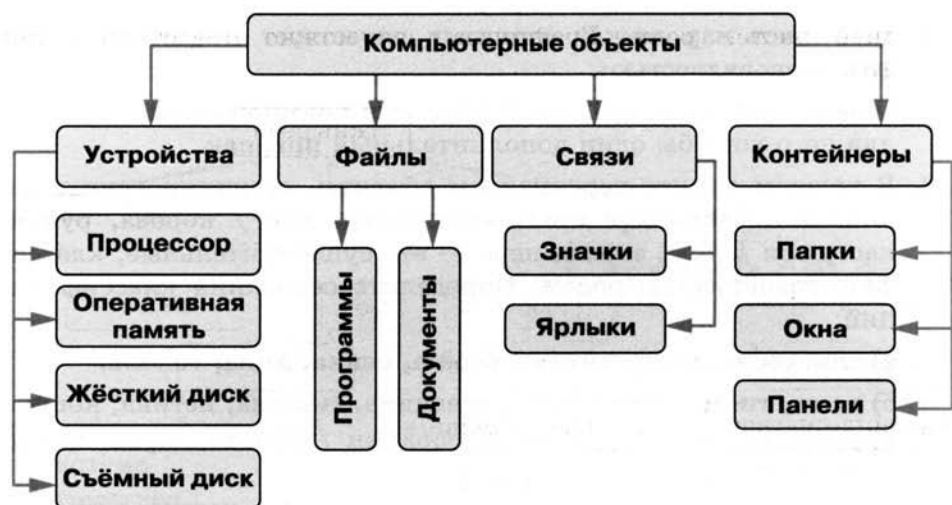 Компьютерные объекты
Устройства
Файлы
Связи
Контейнеры
Процессор
Оперативная
память
Жёсткий диск
Съёмный диск
Программы
Документы
Значки
Ярлыки
Папки
Окна
Панели